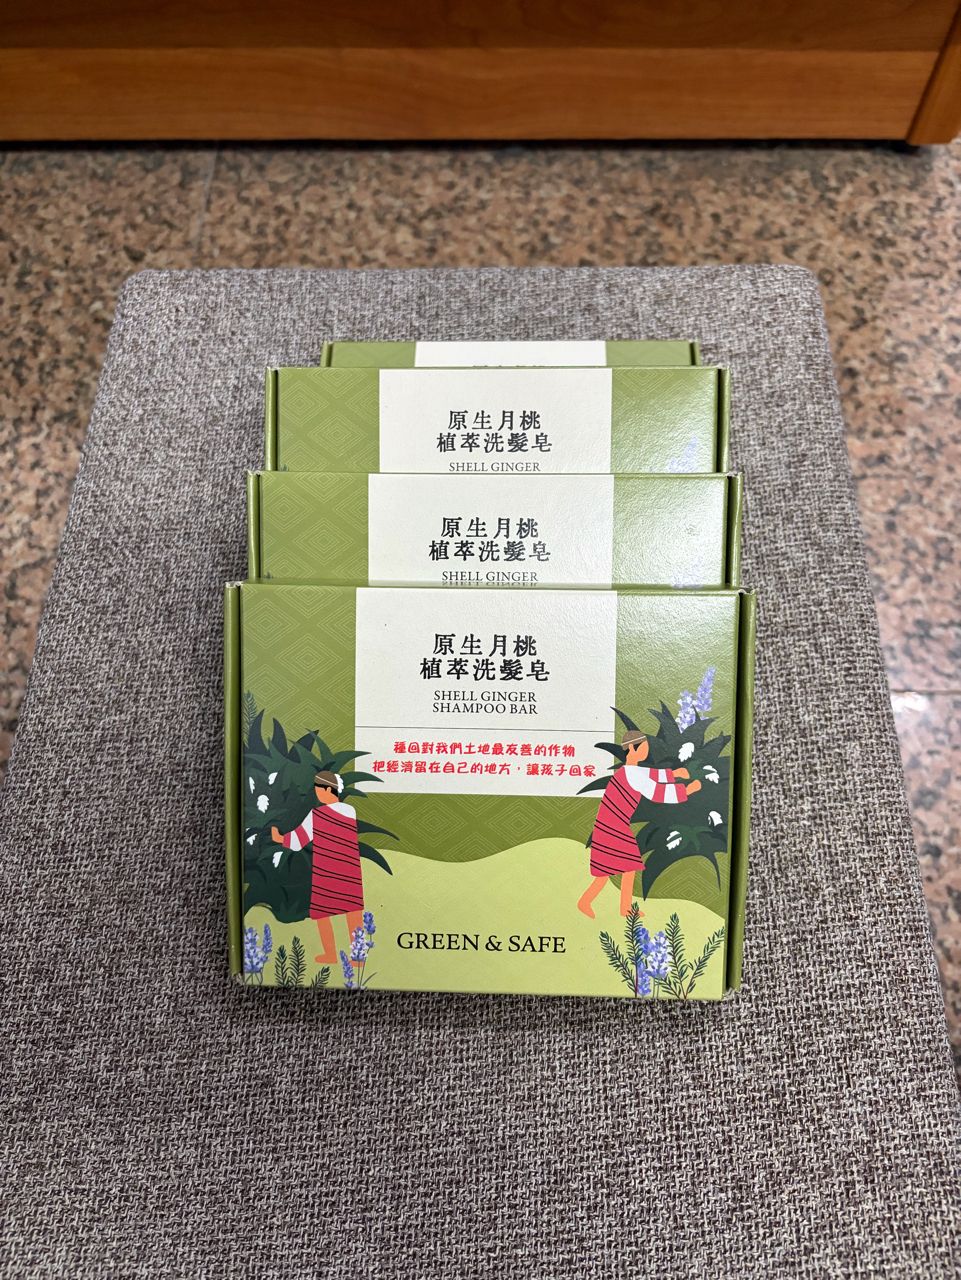 原生月桃
植萃洗髮皂
SHELL GINGER
原生月桃
植萃洗髮皂
SHELL GINGER
原生月桃
植萃洗髮皂
SHELL GINGER
SHAMPOO BAR
種回對我們土地最友善的作物
把經濟留在自己的地方，讓孩子回家
GREEN & SAFE